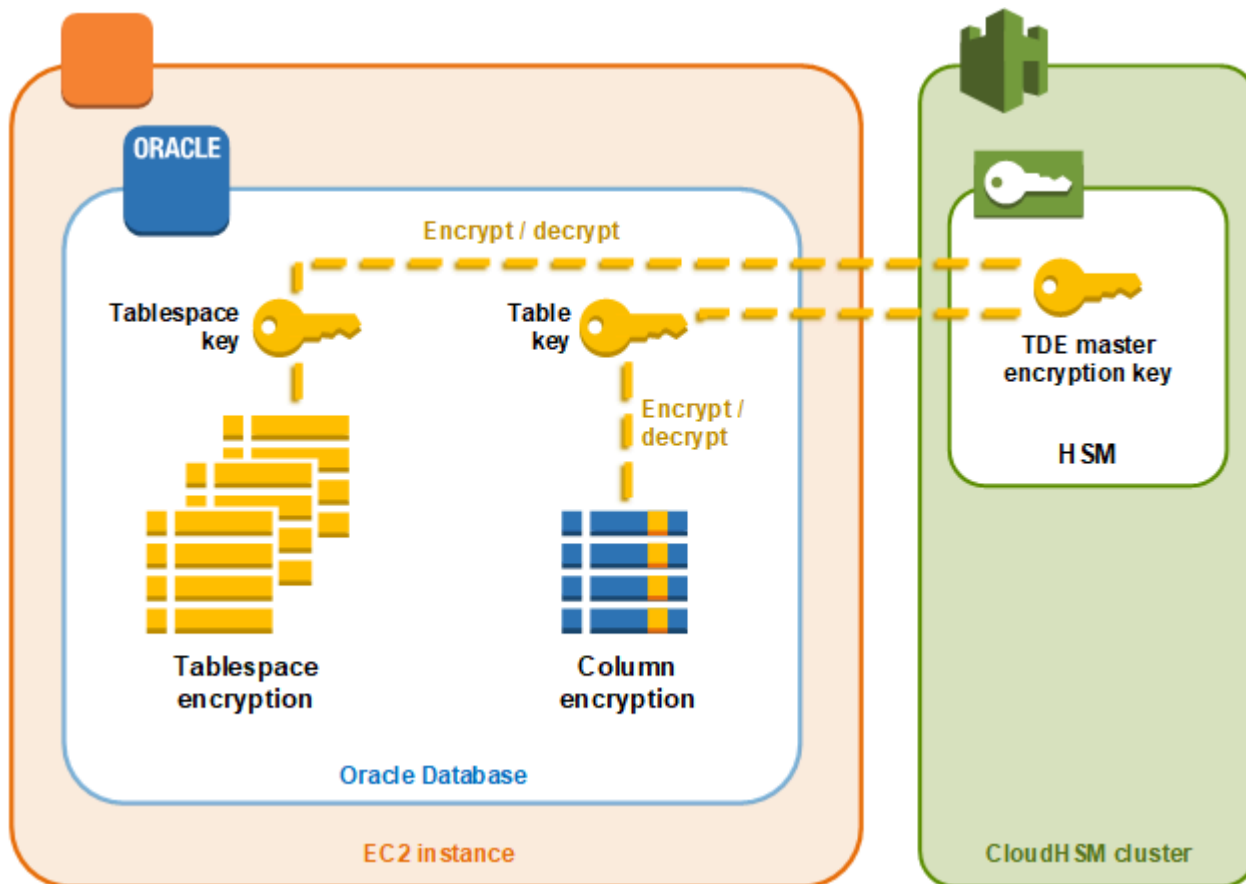 ORACLE
Encrypt / decrypt
Tablespace
key
Table
key
TDE master
encryption key
Encrypt /
decrypt
HSM
Tablespace
encryption
Column
encryption
Oracle Database
EC2 instance
CloudHSM cluster